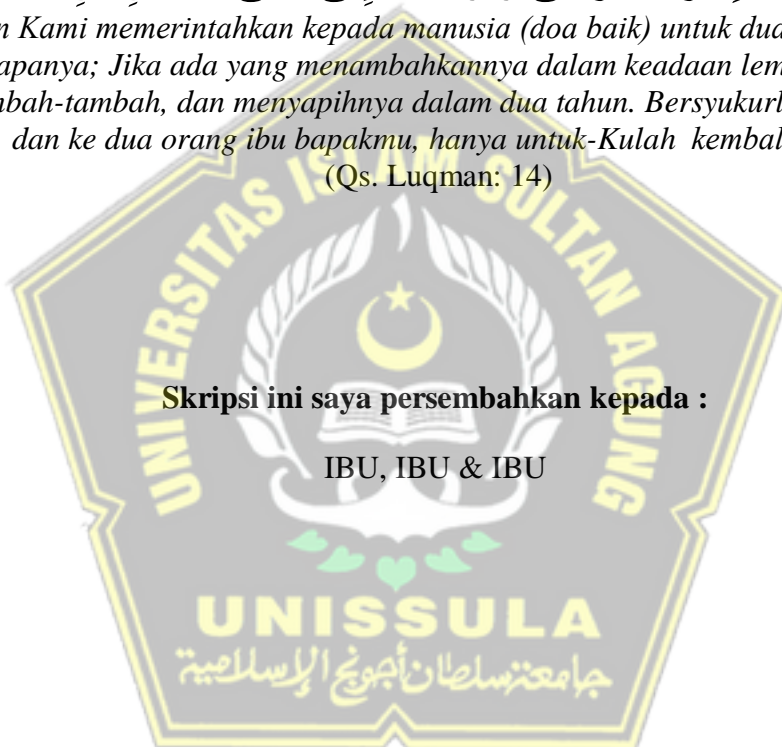 n Kami memerintahkan kepada manusia (doa baik) untuk dua
apanya; Jika ada yang menambahkannya dalam keadaan lem
mbah-tambah, dan menyapihnya dalam dua tahun. Bersyukurl
dan ke dua orang ibu bapakmu, hanya untuk-Kulah kembal
(Qs. Luqman: 14)
UNIVERSITAS ISLAM SULTAN AGUNG
Skripsi ini saya persembahkan kepada :
IBU, IBU & IBU
UNISSULA
جامعة سلطان أجونج الإسلامية